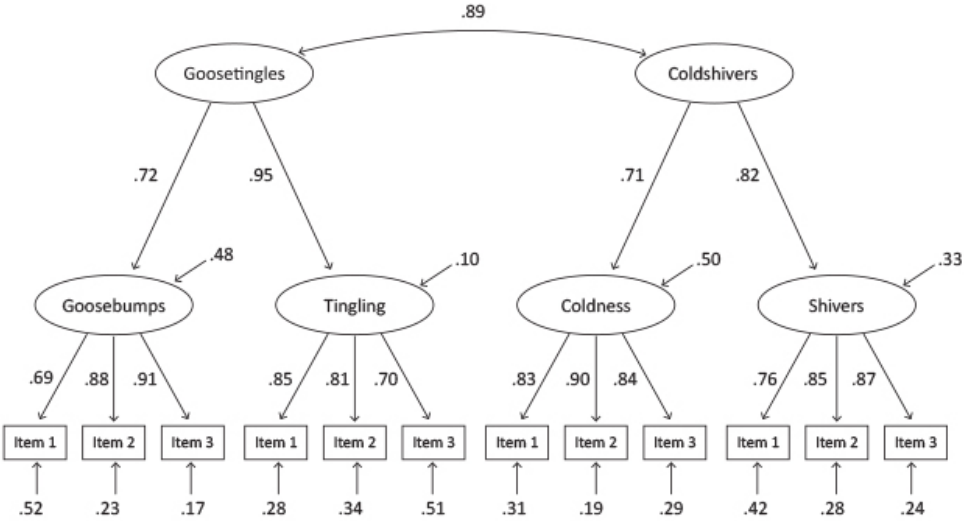 .89
Goosetingles Coldshivers
.72 .95 .71 .82
.48 .10 .50 .33
Goosebumps Tingling Coldness Shivers
.69 .88 .91 .85 .81 .70 .83 .90 .84 .76 .85 .87
Item 1 Item 2 Item 3 Item 1 Item 2 Item 3 Item 1 Item 2 Item 3 Item 1 Item 2 Item 3
.52 .23 .17 .28 .34 .51 .31 .19 .29 .42 .28 .24